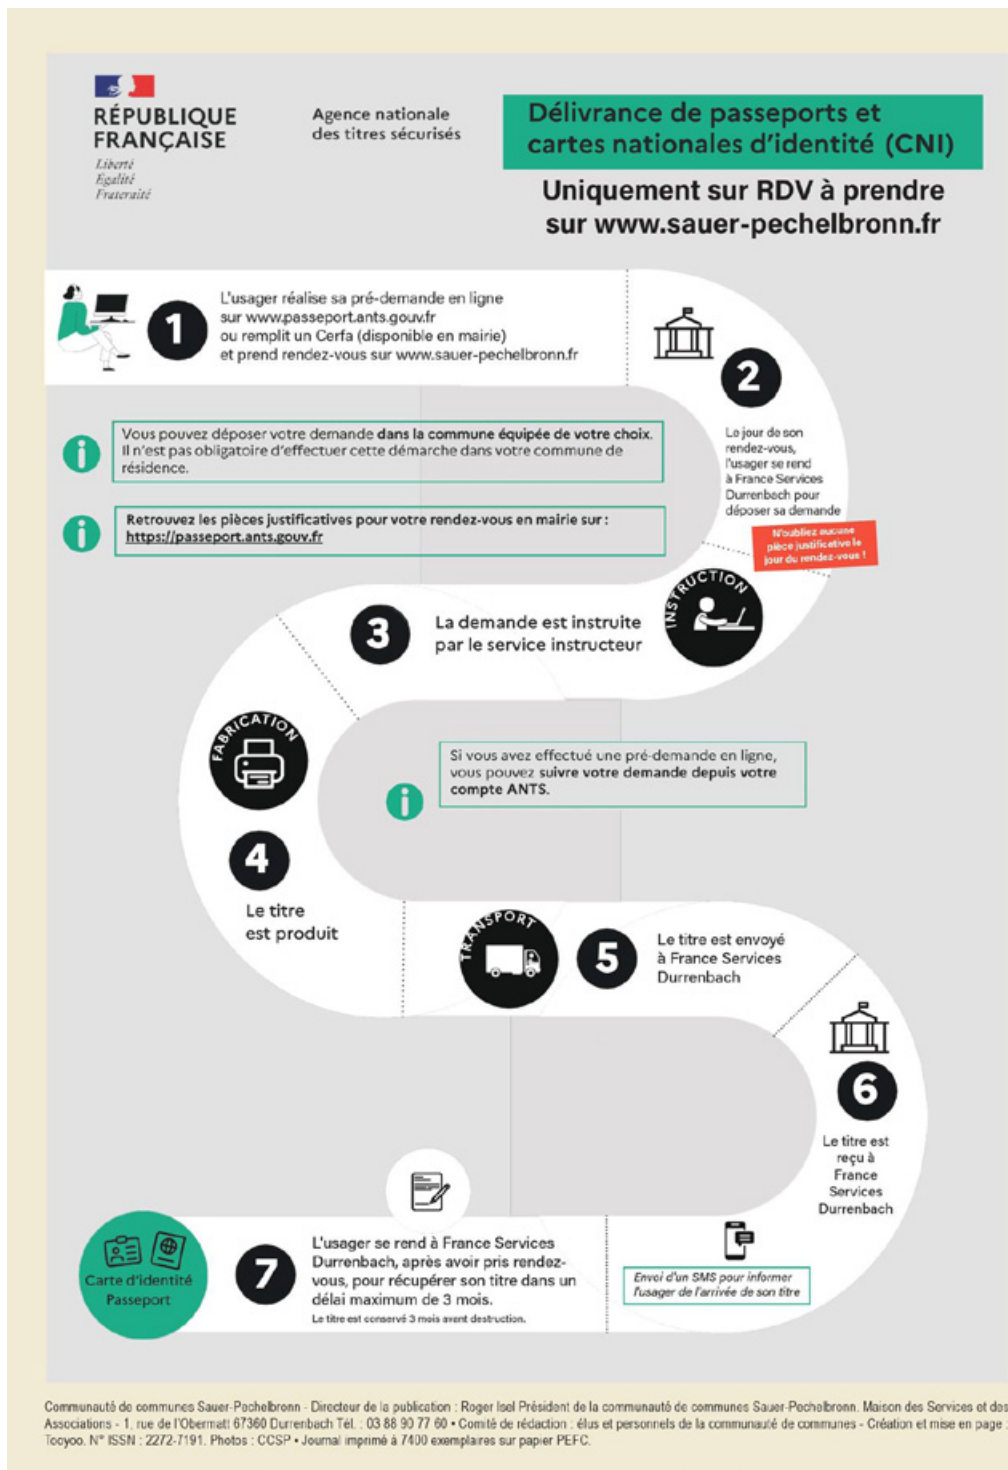 RÉPUBLIQUE
FRANÇAISE
Liberté
Égalité
Fraternité
Agence nationale
des titres sécurisés
Délivrance de passeports et
cartes nationales d'identité (CNI)
Uniquement sur RDV à prendre
sur www.sauer-pechelbronn.fr
1
L'usager réalise sa pré-demande en ligne
sur www.passeport.ants.gouv.fr
ou remplit un Cerfa (disponible en mairie)
et prend rendez-vous sur www.sauer-pechelbronn.fr
2
Le jour de son
rendez-vous,
l'usager se rend
à France Services
Durrenbach pour
déposer sa demande
N'oubliez aucune
pièce justificative le
jour du rendez-vous !
i
Vous pouvez déposer votre demande dans la commune équipée de votre choix.
Il n'est pas obligatoire d'effectuer cette démarche dans votre commune de
résidence.
i
Retrouvez les pièces justificatives pour votre rendez-vous en mairie sur :
https://passeport.ants.gouv.fr
INSTRUCTION
3
La demande est instruite
par le service instructeur
FABRICATION
4
Le titre
est produit
i
Si vous avez effectué une pré-demande en ligne,
vous pouvez suivre votre demande depuis votre
compte ANTS.
TRANSPORT
5
Le titre est envoyé
à France Services
Durrenbach
6
Le titre est
reçu à
France
Services
Durrenbach
Envoi d'un SMS pour informer
l'usager de l'arrivée de son titre
7
L'usager se rend à France Services
Durrenbach, après avoir pris rendez-
vous, pour récupérer son titre dans un
délai maximum de 3 mois.
Le titre est conservé 3 mois avant destruction.
Carte d'identité
Passeport
Communauté de communes Sauer-Pechelbronn - Directeur de la publication : Roger Isel Président de la communauté de communes Sauer-Pechelbronn. Maison des Services et des
Associations - 1, rue de l'Obermatt 67360 Durrenbach Tél. : 03 88 90 77 60 • Comité de rédaction : élus et personnels de la communauté de communes - Création et mise en page :
Tooyoo. N° ISSN : 2272-7191. Photos : CCSP • Journal imprimé à 7400 exemplaires sur papier PEFC.